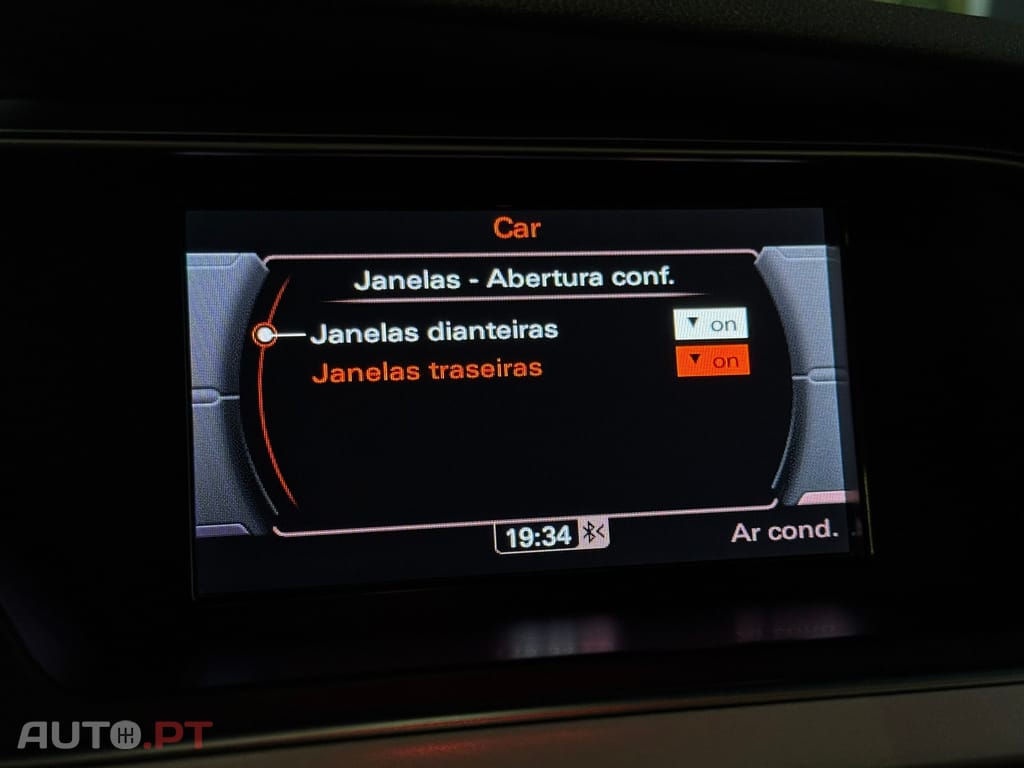 Car
Janelas - Abertura conf.
Janelas dianteiras on
Janelas traseiras on
19:34
Ar cond.
AUTO.PT